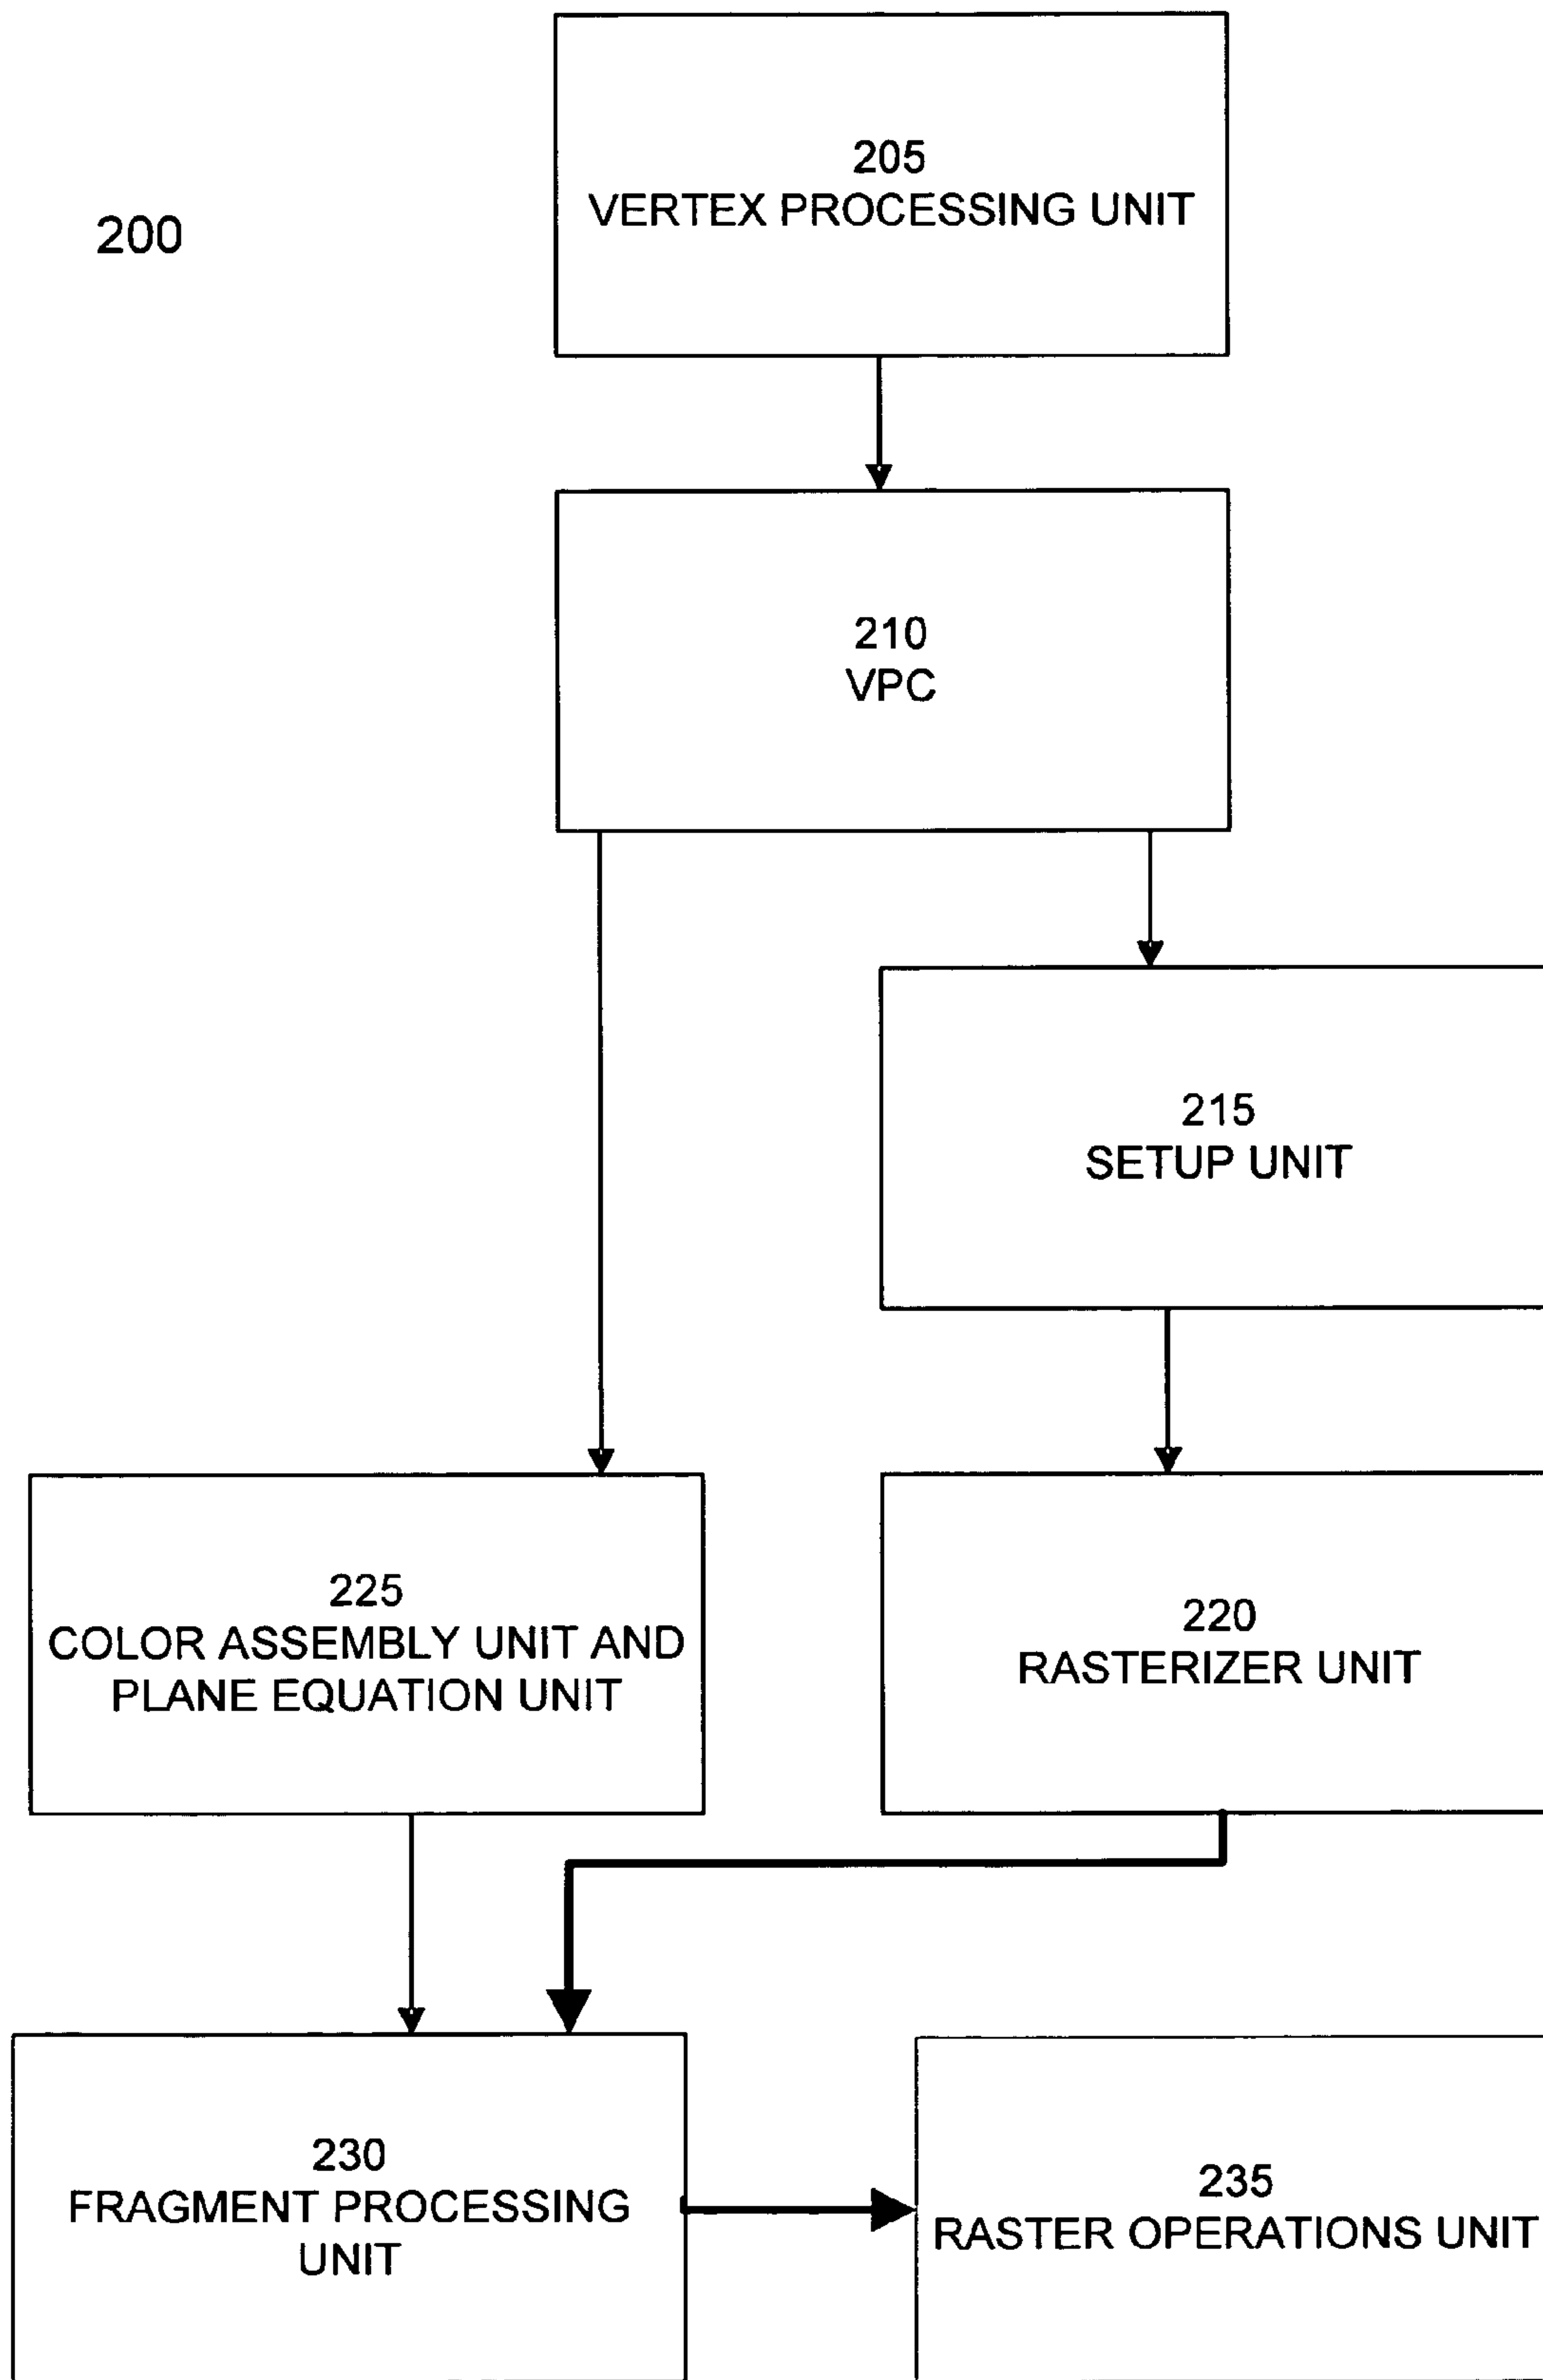 200
205
VERTEX PROCESSING UNIT
210
VPC
215
SETUP UNIT
225
COLOR ASSEMBLY UNIT AND
PLANE EQUATION UNIT
220
RASTERIZER UNIT
230
FRAGMENT PROCESSING
UNIT
235
RASTER OPERATIONS UNIT